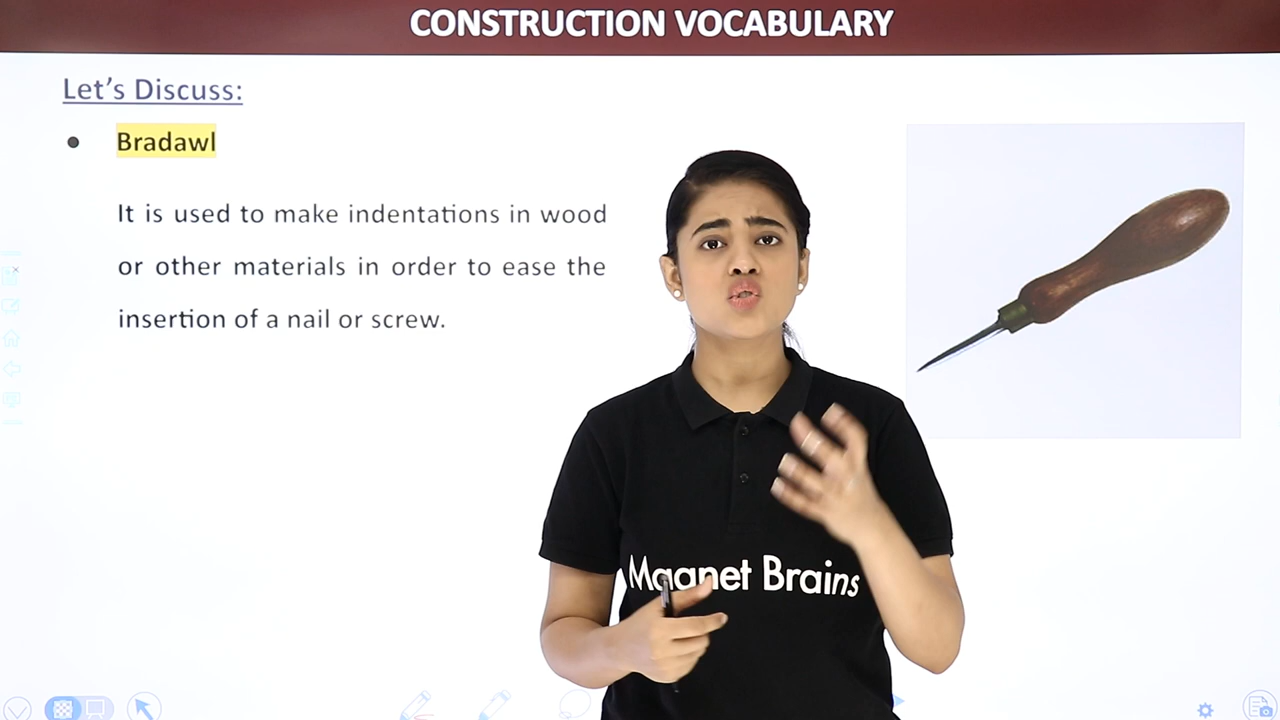 CONSTRUCTION VOCABULARY
Let's Discuss:
Bradawl
It is used to make indentations in wood
or other materials in order to ease the
insertion of a nail or screw.
Magnet Brains